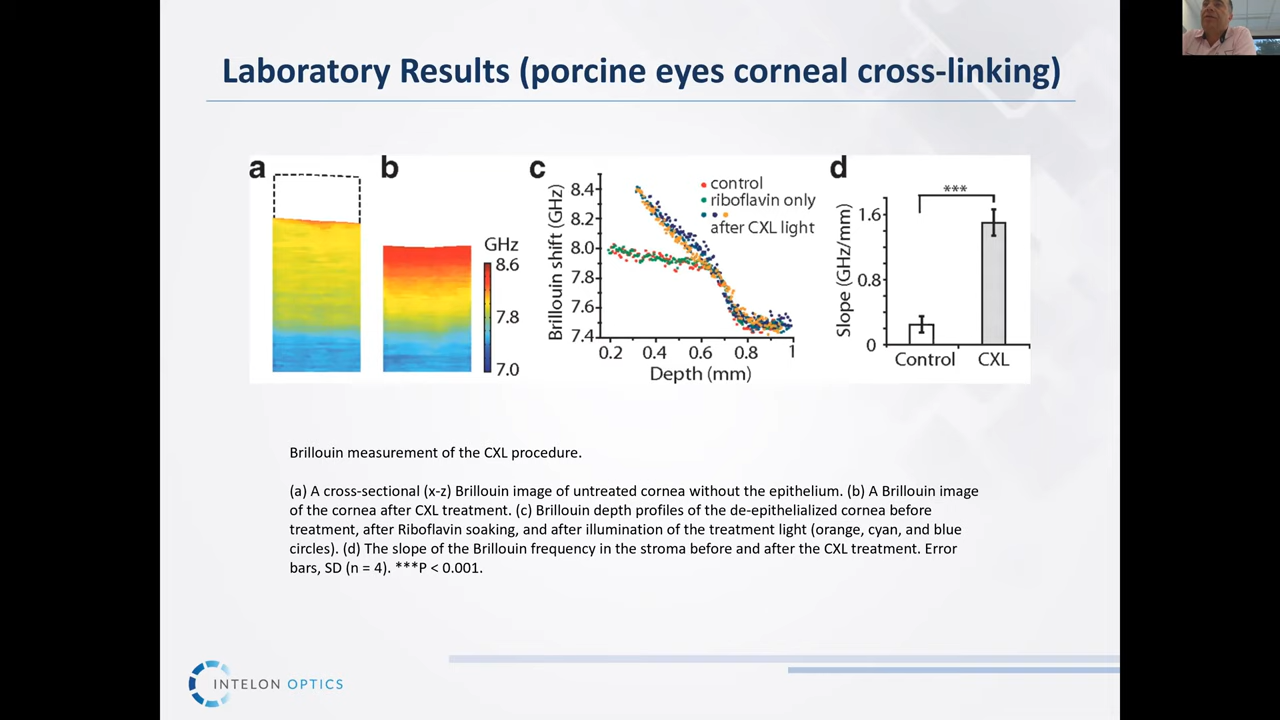 Laboratory Results (porcine eyes corneal cross-linking)
a
b
GHz
8.6
7.8
7.0
c
Brillouin shift (GHz)
8.4
8.2
8.0
7.8
7.6
7.4
0.2 0.4 0.6 0.8 1
Depth (mm)
control
riboflavin only
after CXL light
d
Slope (GHz/mm)
1.6
0.8
0
***
Control CXL
Brillouin measurement of the CXL procedure.
(a) A cross-sectional (x-z) Brillouin image of untreated cornea without the epithelium. (b) A Brillouin image
of the cornea after CXL treatment. (c) Brillouin depth profiles of the de-epithelialized cornea before
treatment, after Riboflavin soaking, and after illumination of the treatment light (orange, cyan, and blue
circles). (d) The slope of the Brillouin frequency in the stroma before and after the CXL treatment. Error
bars, SD (n = 4). ***P < 0.001.
INTELON OPTICS